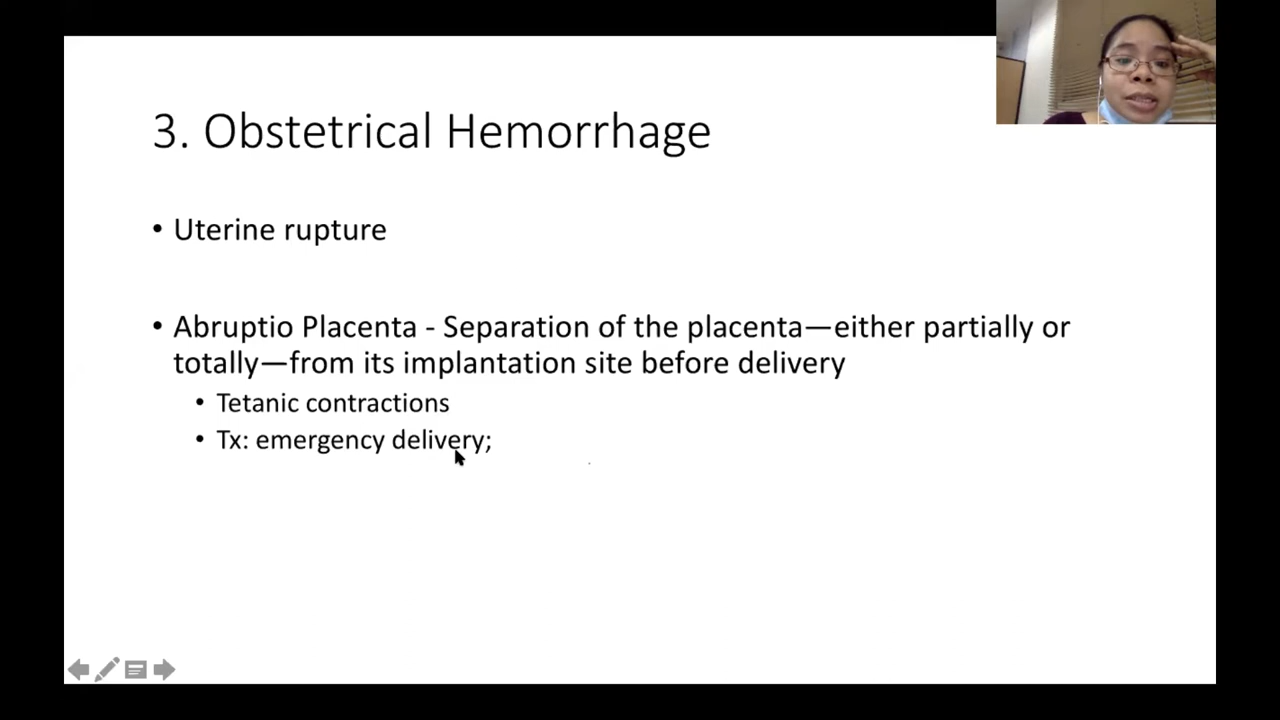 3. Obstetrical Hemorrhage
• Uterine rupture
• Abruptio Placenta - Separation of the placenta—either partially or
totally—from its implantation site before delivery
• Tetanic contractions
• Tx: emergency delivery;